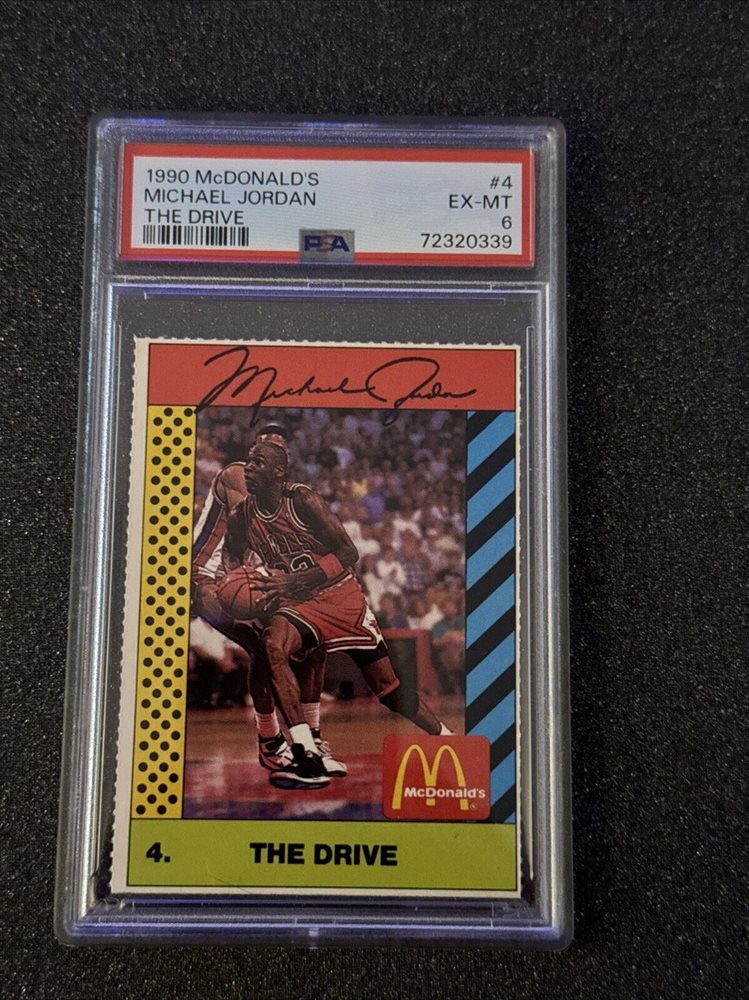 1990 McDONALD'S #4
MICHAEL JORDAN EX-MT
THE DRIVE 6
PSA 72320339
Michael Jordan
McDonald's
4. THE DRIVE